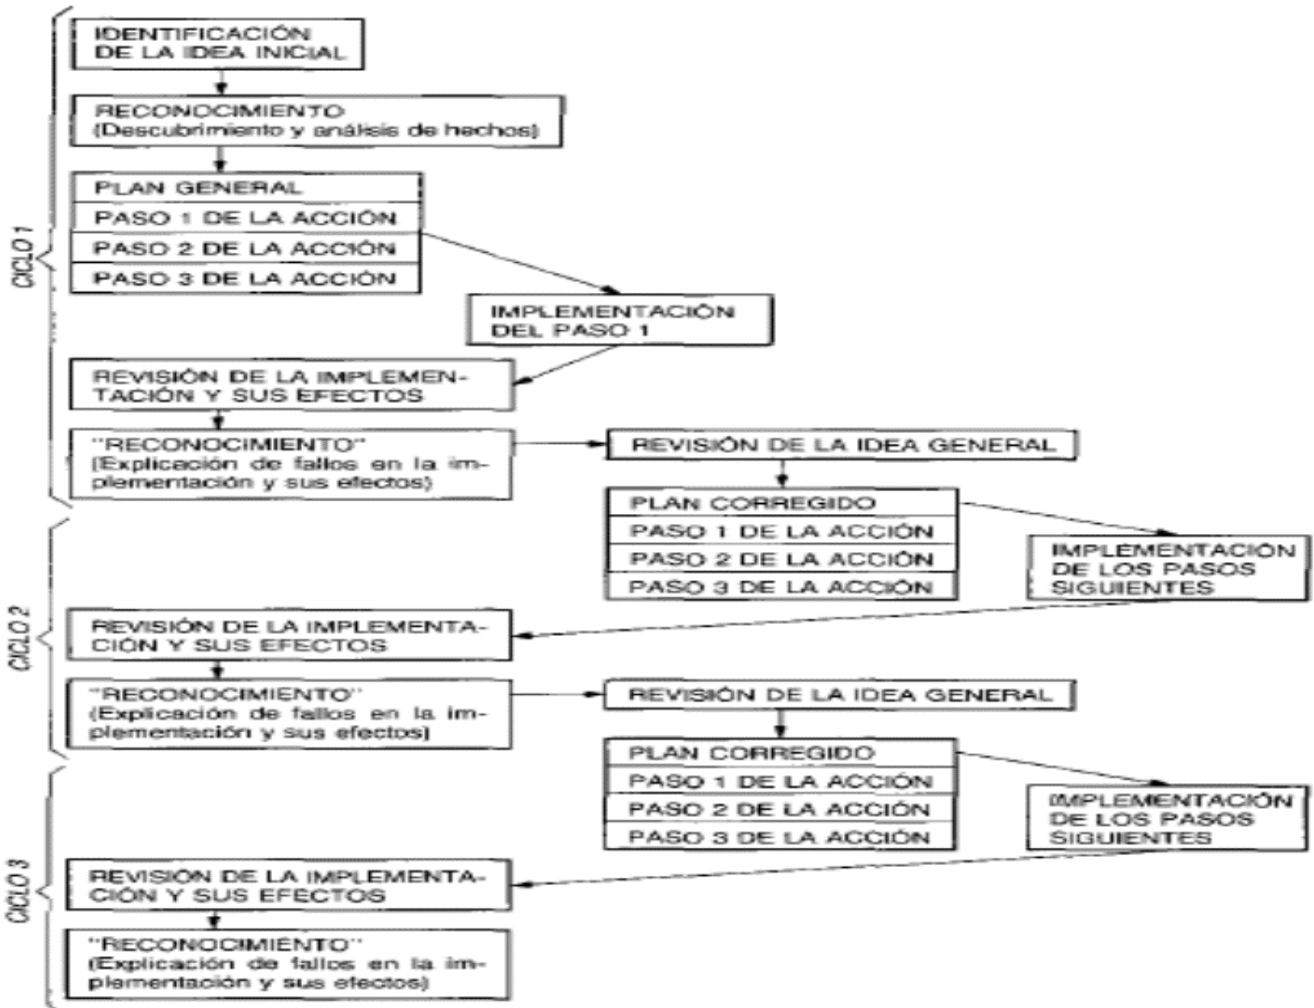 IDENTIFICACIÓN
DE LA IDEA INICIAL
RECONOCIMIENTO
(Descubrimiento y análisis de hechos)
PLAN GENERAL
PASO 1 DE LA ACCIÓN
PASO 2 DE LA ACCIÓN
PASO 3 DE LA ACCIÓN
CICLO 1
IMPLEMENTACIÓN
DEL PASO 1
REVISIÓN DE LA IMPLEMEN-
TACIÓN Y SUS EFECTOS
"RECONOCIMIENTO"
(Explicación de fallos en la im-
plementación y sus efectos)
REVISIÓN DE LA IDEA GENERAL
PLAN CORREGIDO
PASO 1 DE LA ACCIÓN
PASO 2 DE LA ACCIÓN
PASO 3 DE LA ACCIÓN
IMPLEMENTACIÓN
DE LOS PASOS
SIGUIENTES
CICLO 2
REVISIÓN DE LA IMPLEMENTA-
CIÓN Y SUS EFECTOS
"RECONOCIMIENTO"
(Explicación de fallos en la im-
plementación y sus efectos)
REVISIÓN DE LA IDEA GENERAL
PLAN CORREGIDO
PASO 1 DE LA ACCIÓN
PASO 2 DE LA ACCIÓN
PASO 3 DE LA ACCIÓN
IMPLEMENTACIÓN
DE LOS PASOS
SIGUIENTES
CICLO 3
REVISIÓN DE LA IMPLEMENTA-
CIÓN Y SUS EFECTOS
"RECONOCIMIENTO"
(Explicación de fallos en la im-
plementación y sus efectos)